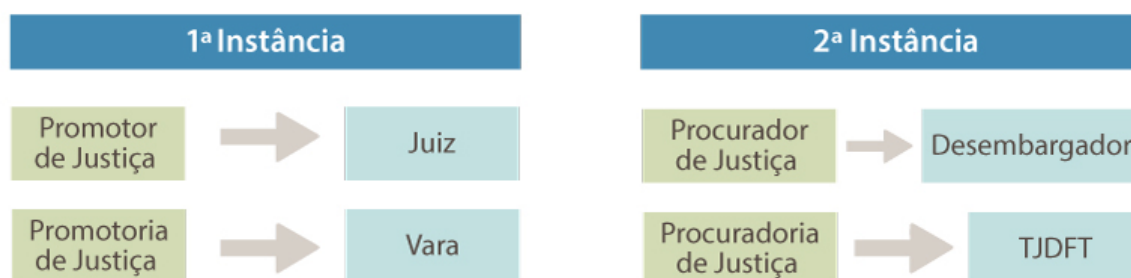 1ª Instância
Promotor
de Justiça
Juiz
Promotoria
de Justiça
Vara
2ª Instância
Procurador
de Justiça
Desembargador
Procuradoria
de Justiça
TJDFT